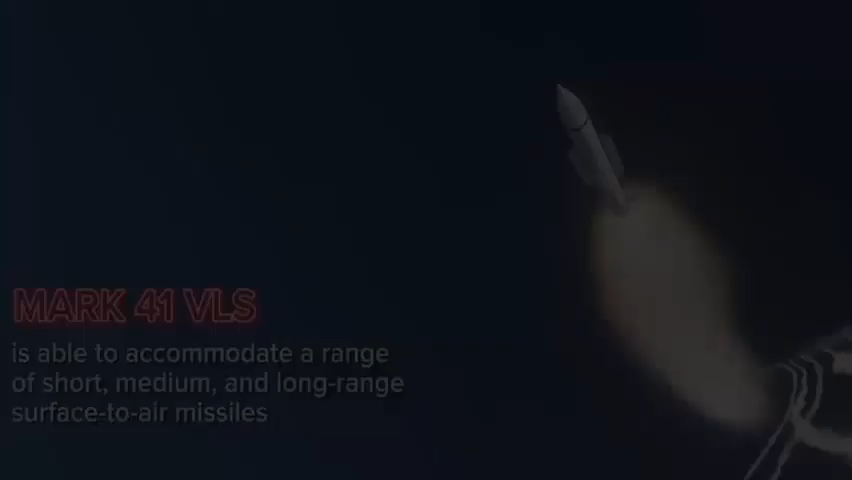 MARK 41 VLS
is able to accommodate a range
of short, medium, and long-range
surface-to-air missiles